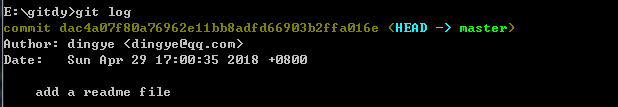 E:\gitdy>git log
commit dac4a07f80a76962e11bb8adfd66903b2ffa016e (HEAD -> master)
Author: dingye <dingye@qq.com>
Date:   Sun Apr 29 17:00:35 2018 +0800
    add a readme file